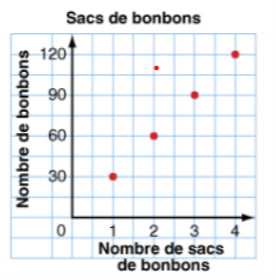 Sacs de bonbons
Nombre de bonbons
120
90
60
30
0 1 2 3 4
Nombre de sacs
de bonbons